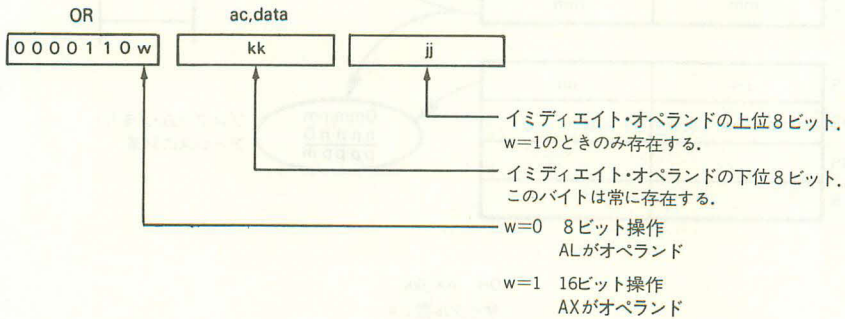 OR ac,data
0 0 0 0 1 1 0 w kk jj
イミディエイト・オペランドの上位8ビット.
w=1のときのみ存在する.
イミディエイト・オペランドの下位8ビット.
このバイトは常に存在する.
w=0 8ビット操作
ALがオペランド
w=1 16ビット操作
AXがオペランド